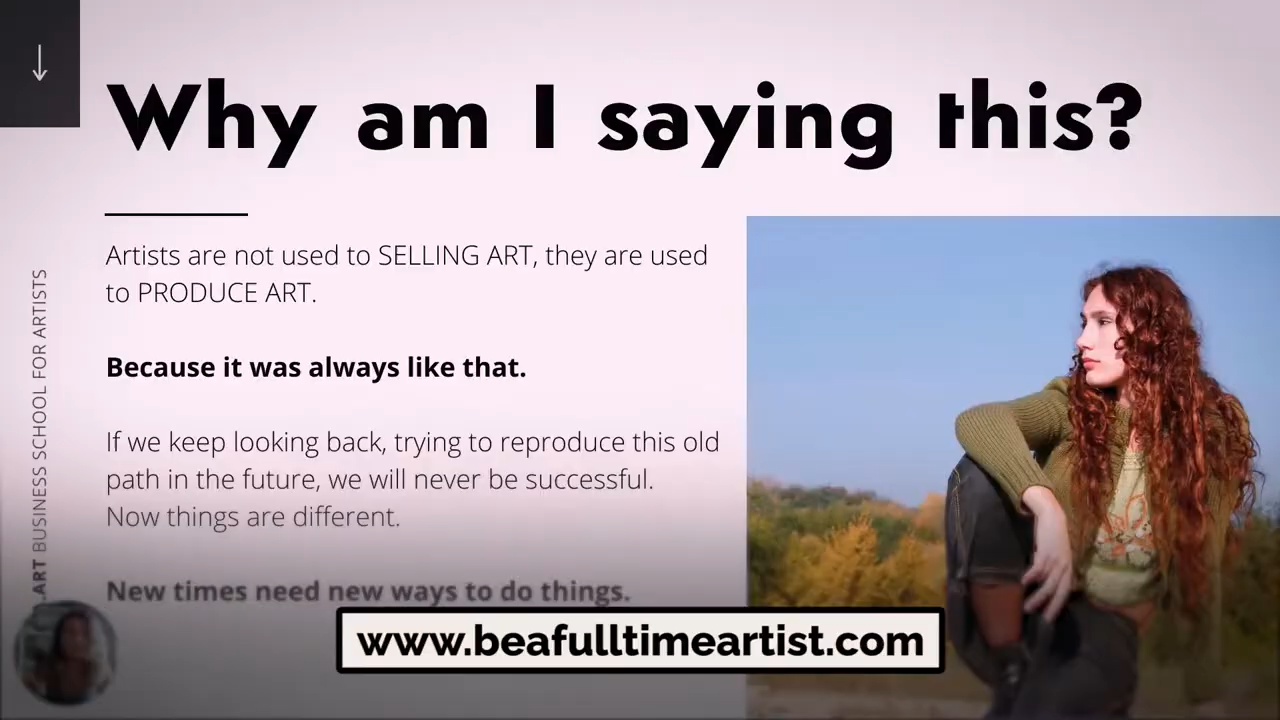 Why am I saying this?
Artists are not used to SELLING ART, they are used
to PRODUCE ART.
Because it was always like that.
If we keep looking back, trying to reproduce this old
path in the future, we will never be successful.
Now things are different.
New times need new ways to do things.
www.beafulltimeartist.com
.ART BUSINESS SCHOOL FOR ARTISTS